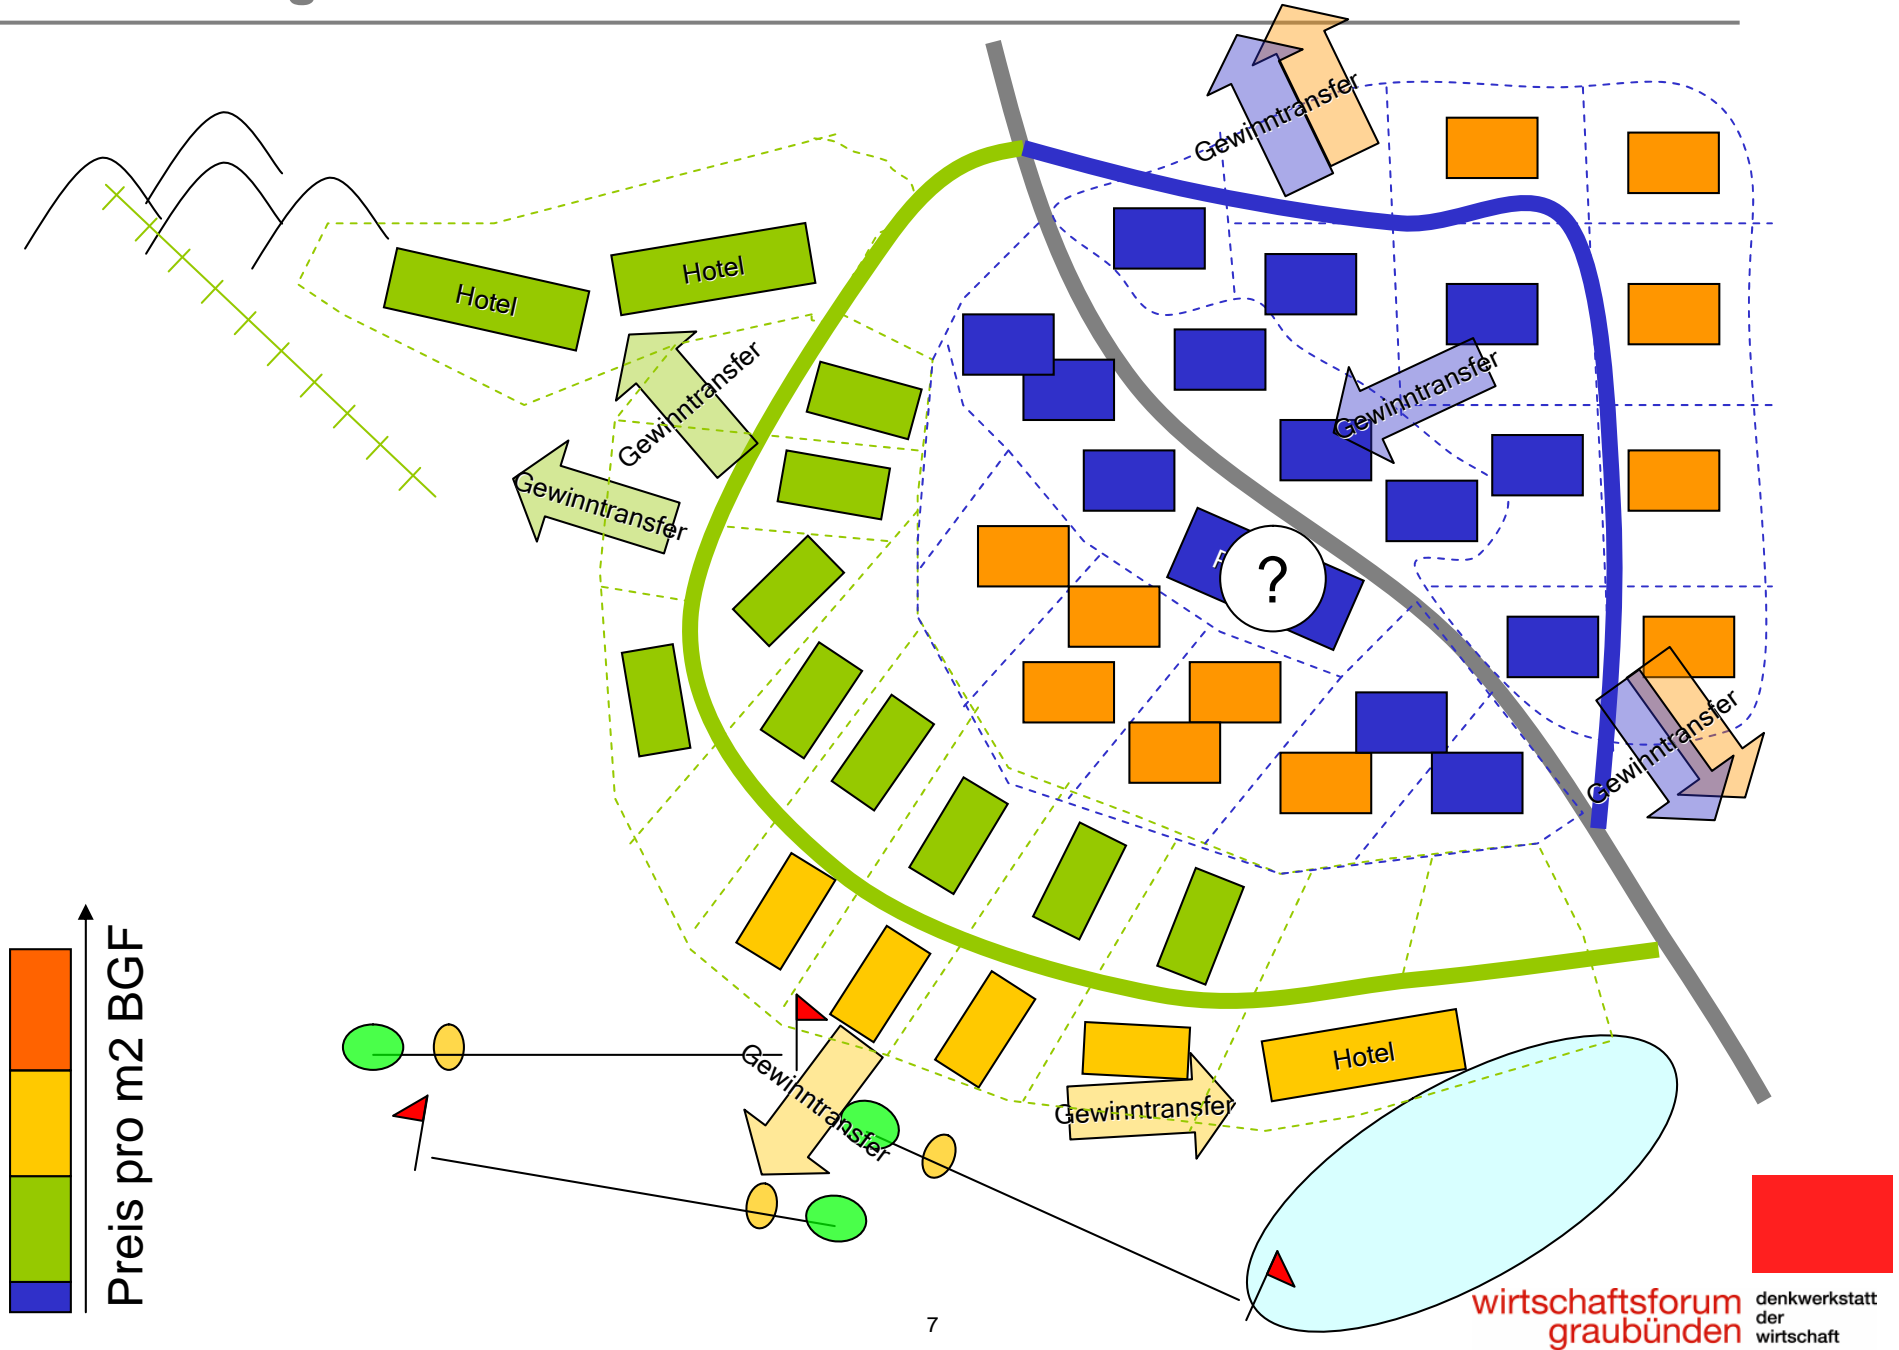 Gewinntransfer
Hotel
Hotel
Gewinntransfer
Gewinntransfer
Gewinntransfer
?
Gewinntransfer
Hotel
Gewinntransfer
Gewinntransfer
Preis pro m2 BGF
7
wirtschaftsforum
graubünden
denkwerkstatt
der
wirtschaft